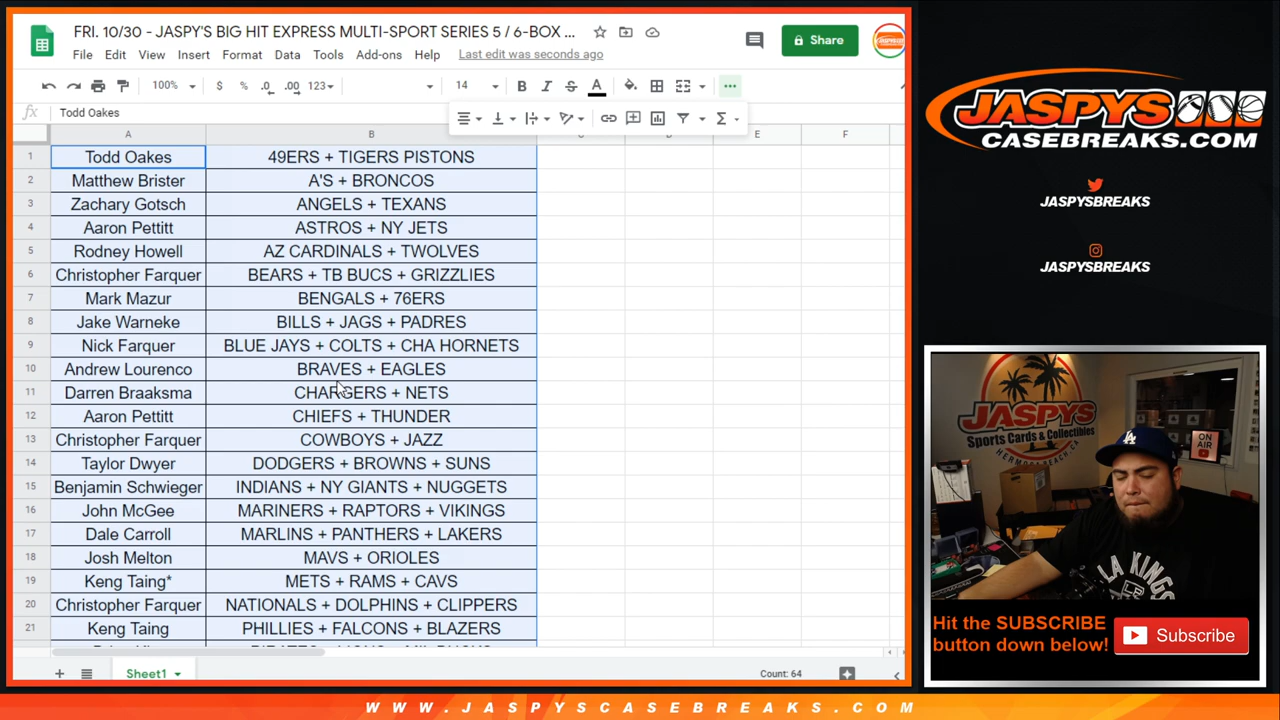 FRI. 10/30 - JASPY'S BIG HIT EXPRESS MULTI-SPORT SERIES 5 / 6-BOX ...
File Edit View Insert Format Data Tools Add-ons Help Last edit was seconds ago
Share
100% $ % .0 .00 123 14 B I S A
fx Todd Oakes
A B E F
1 Todd Oakes 49ERS + TIGERS PISTONS
2 Matthew Brister A'S + BRONCOS
3 Zachary Gotsch ANGELS + TEXANS
4 Aaron Pettitt ASTROS + NY JETS
5 Rodney Howell AZ CARDINALS + TWOLVES
6 Christopher Farquer BEARS + TB BUCS + GRIZZLIES
7 Mark Mazur BENGALS + 76ERS
8 Jake Warneke BILLS + JAGS + PADRES
9 Nick Farquer BLUE JAYS + COLTS + CHA HORNETS
10 Andrew Lourenco BRAVES + EAGLES
11 Darren Braaksma CHARGERS + NETS
12 Aaron Pettitt CHIEFS + THUNDER
13 Christopher Farquer COWBOYS + JAZZ
14 Taylor Dwyer DODGERS + BROWNS + SUNS
15 Benjamin Schwieger INDIANS + NY GIANTS + NUGGETS
16 John McGee MARINERS + RAPTORS + VIKINGS
17 Dale Carroll MARLINS + PANTHERS + LAKERS
18 Josh Melton MAVS + ORIOLES
19 Keng Taing* METS + RAMS + CAVS
20 Christopher Farquer NATIONALS + DOLPHINS + CLIPPERS
21 Keng Taing PHILLIES + FALCONS + BLAZERS
Sheet1
Count: 64
JASPYS
CASEBREAKS.COM
JASPYSBREAKS
JASPYSBREAKS
JASPYS
Sports Cards & Collectibles
HERMOSA BEACH, CA
ON AIR
LA
LA KINGS
Hit the SUBSCRIBE
button down below!
Subscribe
WWW.JASPYSCASEBREAKS.COM